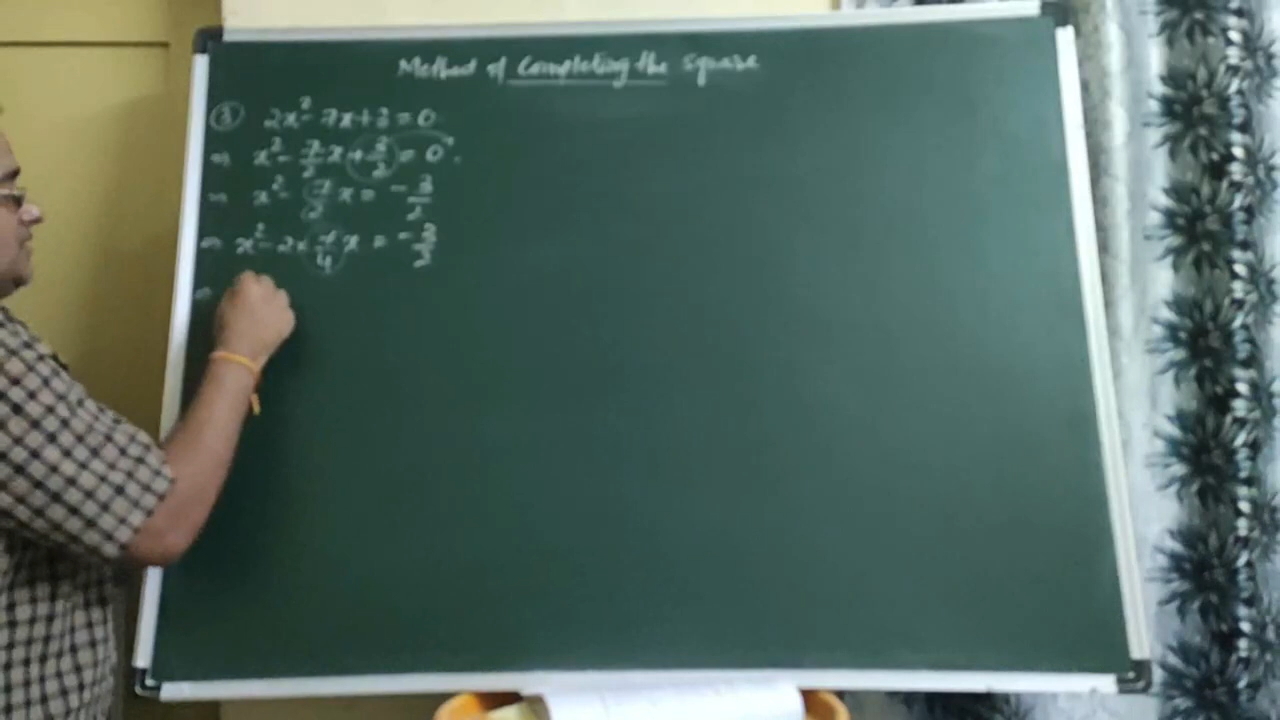 Method of Completing the square
③ 2x² - 7x + 3 = 0
⇒ x² - 7/2 x + 3/2 = 0
⇒ x² - 7/2 x = - 3/2
⇒ x² - 2 × 7/4 x = - 3/2
⇒